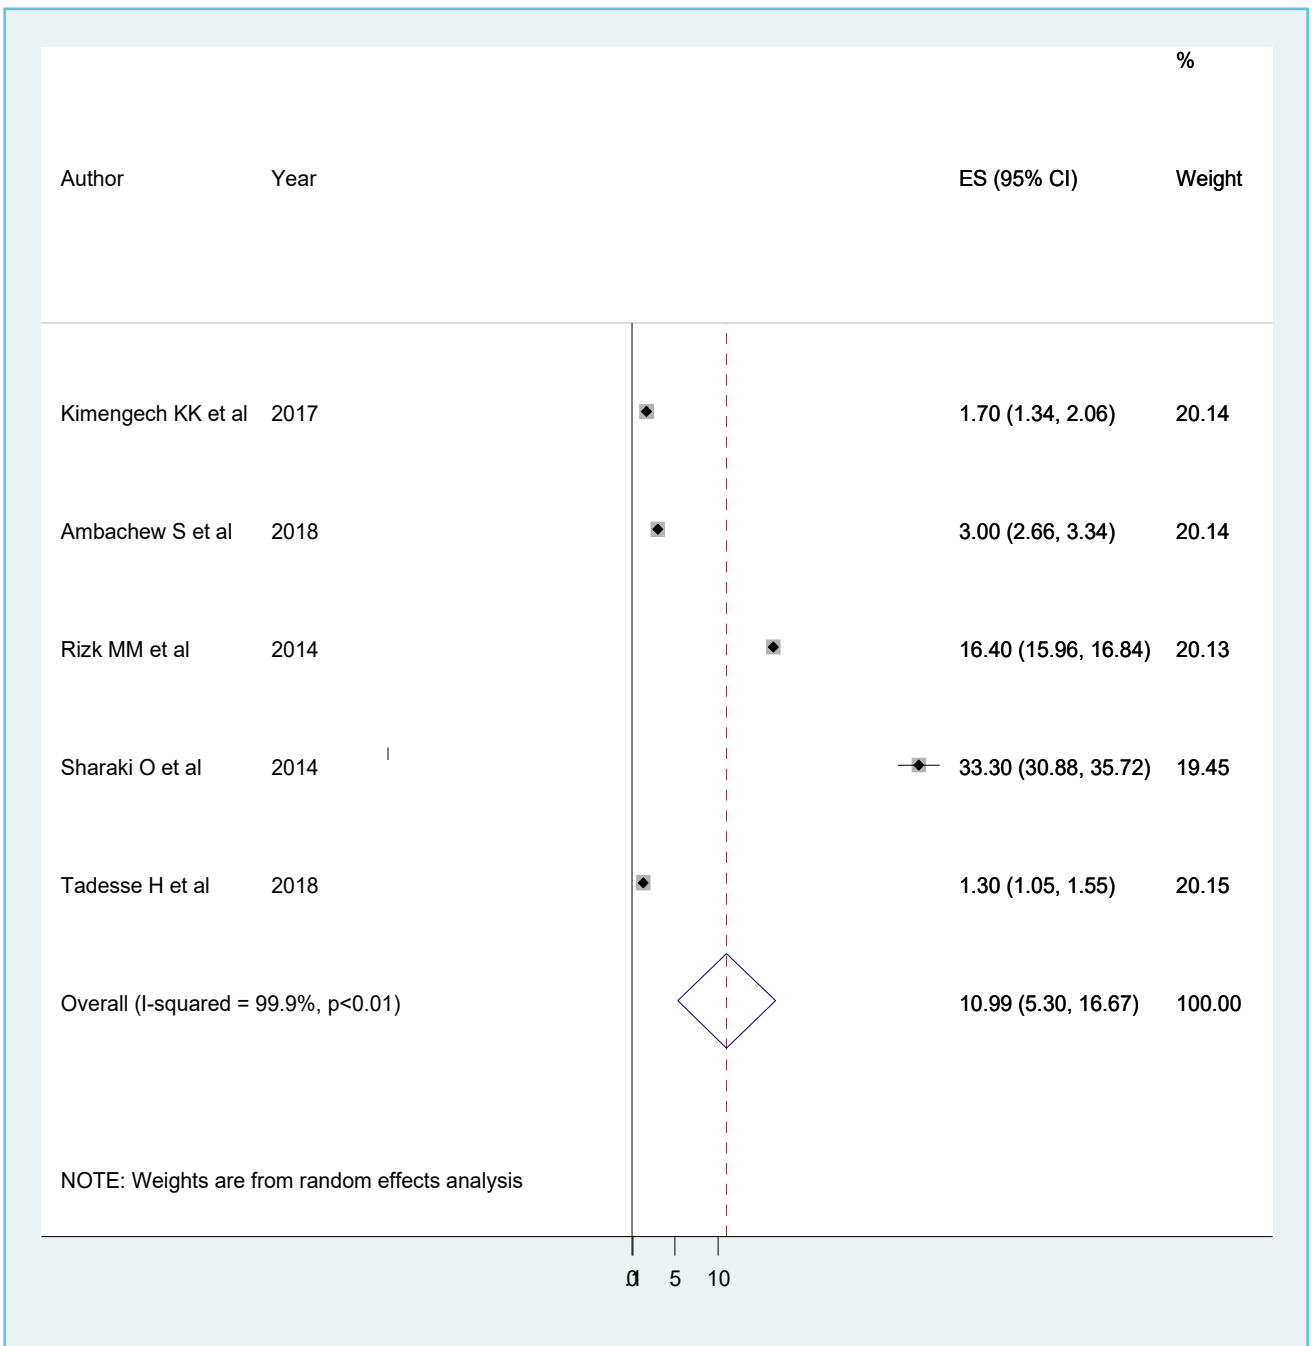 %
Author Year ES (95% CI) Weight
Kimengech KK et al 2017 1.70 (1.34, 2.06) 20.14
Ambachew S et al 2018 3.00 (2.66, 3.34) 20.14
Rizk MM et al 2014 16.40 (15.96, 16.84) 20.13
Sharaki O et al 2014 33.30 (30.88, 35.72) 19.45
Tadesse H et al 2018 1.30 (1.05, 1.55) 20.15
Overall (I-squared = 99.9%, p<0.01) 10.99 (5.30, 16.67) 100.00
NOTE: Weights are from random effects analysis
0 .1 5 10